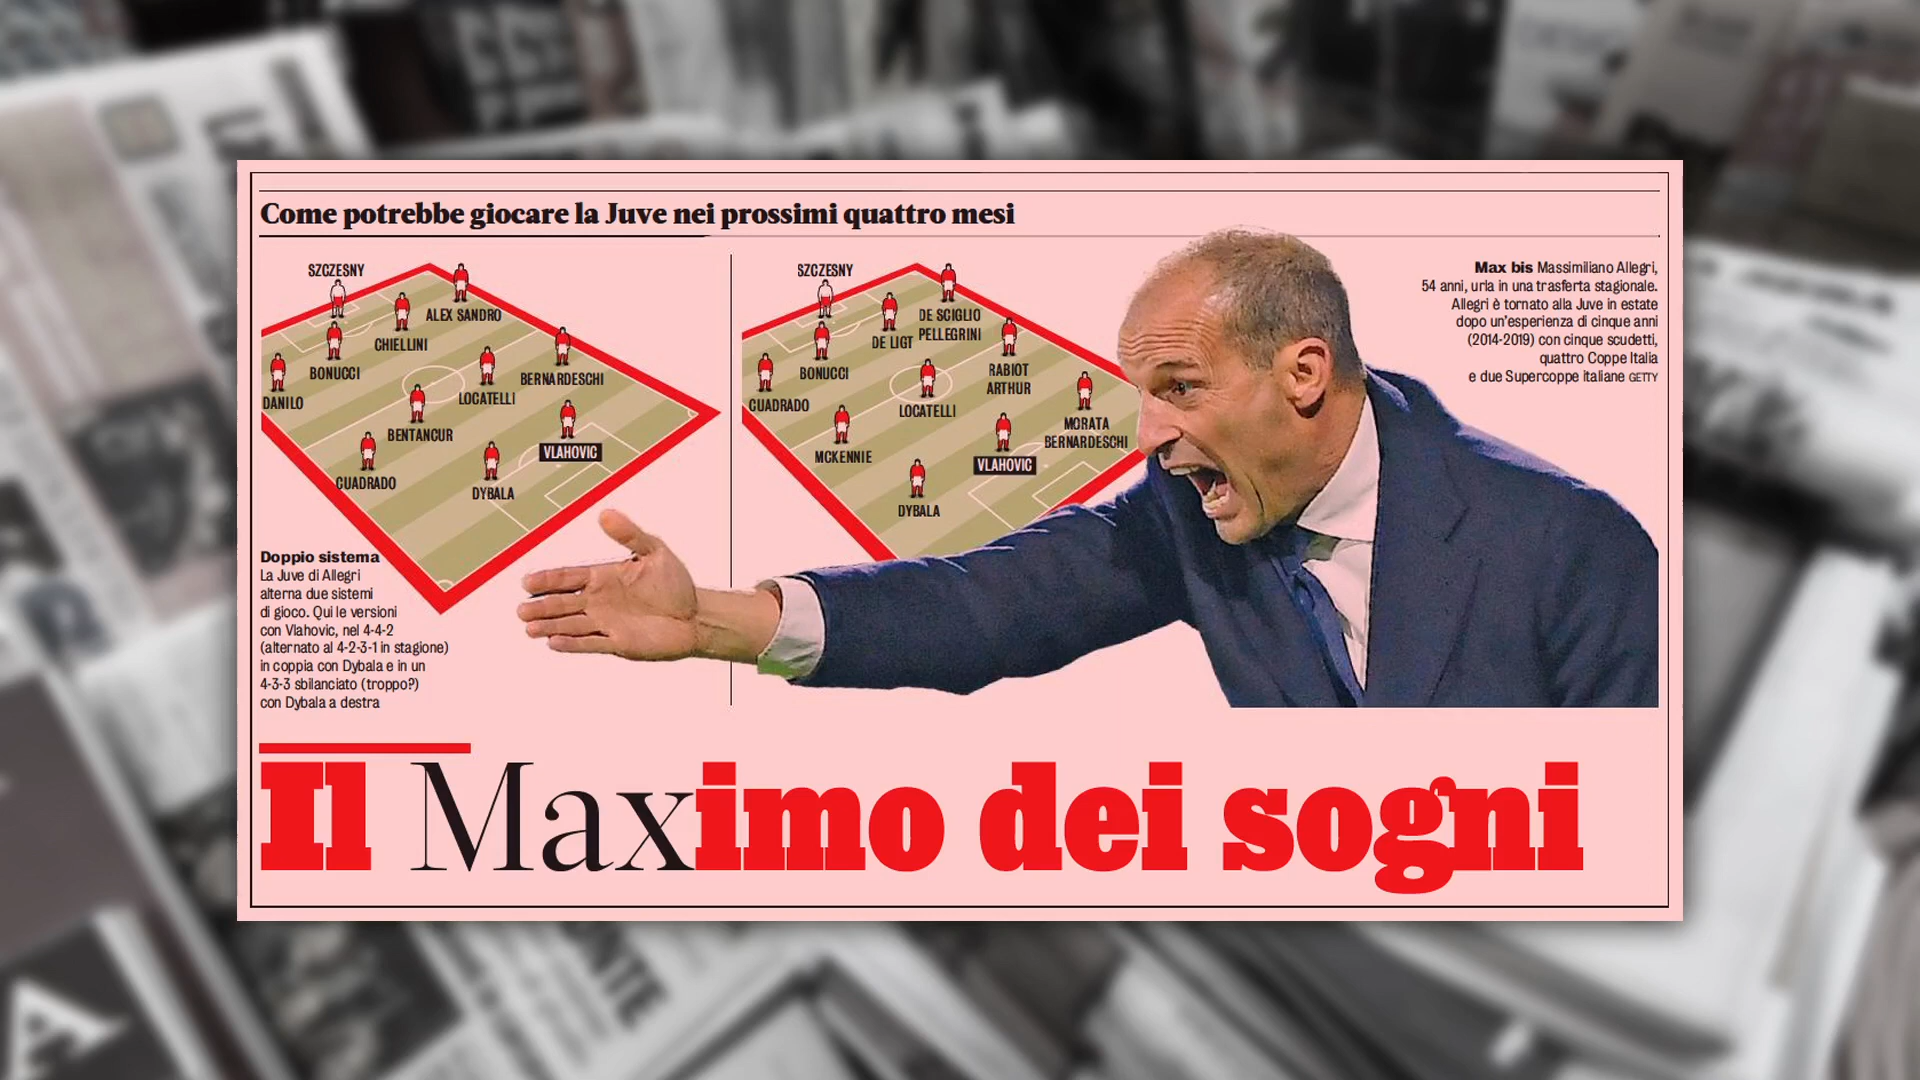 Come potrebbe giocare la Juve nei prossimi quattro mesi
SZCZESNY
ALEX SANDRO
CHIELLINI
BONUCCI
DANILO
BERNARDESCHI
LOCATELLI
BENTANCUR
CUADRADO
VLAHOVIC
DYBALA
SZCZESNY
DE SCIGLIO
PELLEGRINI
DE LIGT
BONUCCI
CUADRADO
RABIOT
ARTHUR
LOCATELLI
MCKENNIE
MORATA
BERNARDESCHI
VLAHOVIC
DYBALA
Max bis Massimiliano Allegri,
54 anni, urla in una trasferta stagionale.
Allegri è tornato alla Juve in estate
dopo un'esperienza di cinque anni
(2014-2019) con cinque scudetti,
quattro Coppe Italia
e due Supercoppe italiane GETTY
Doppio sistema
La Juve di Allegri
alterna due sistemi
di gioco. Qui le versioni
con Vlahovic, nel 4-4-2
(alternato al 4-2-3-1 in stagione)
in coppia con Dybala e in un
4-3-3 sbilanciato (troppo?)
con Dybala a destra
Il Maximo dei sogni